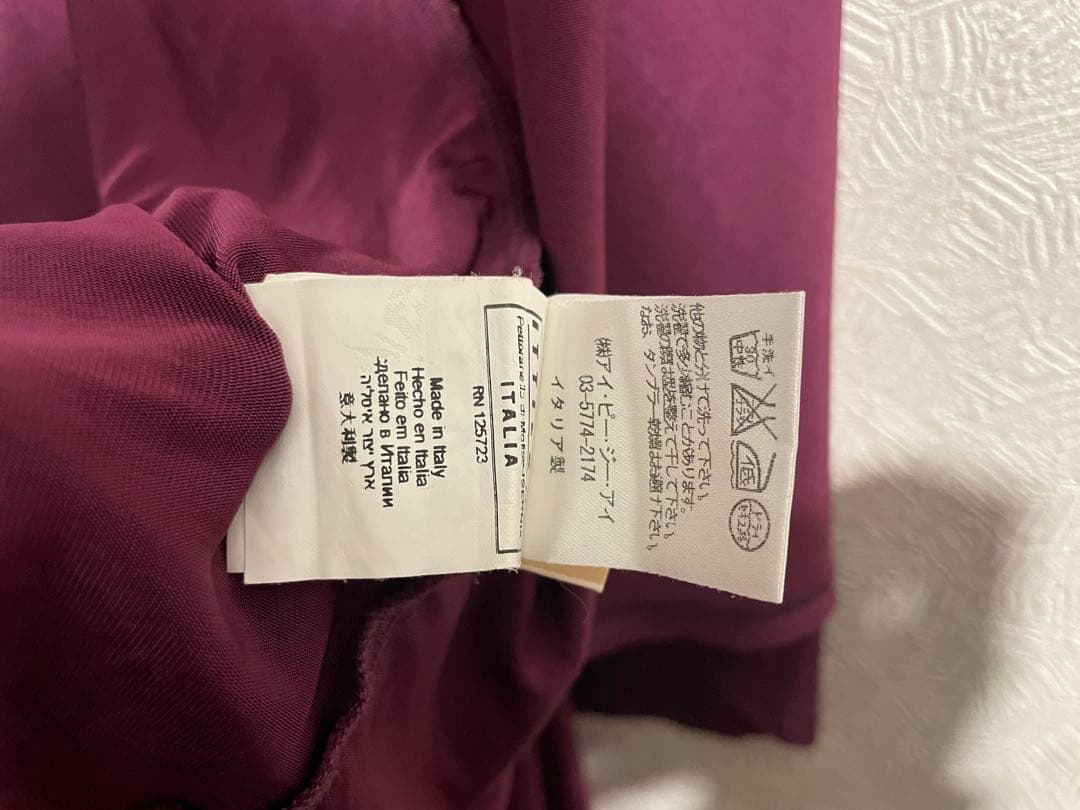 ITALIA
RN 125723
Made in Italy
Hecho en Italia
Feito em Italia
сделано в Италии
ארץ יצור איטליה
意大利製
手洗イ
30
中性
低
ドライ
他の物と分けて洗って下さい。
洗濯で多少縮むことがあります。
洗濯の際は型を整えて干して下さい。
なお、タンブラー乾燥はお避け下さい。
㈱アイ・ピー・ジー・アイ
03-5774-2174
イタリア製